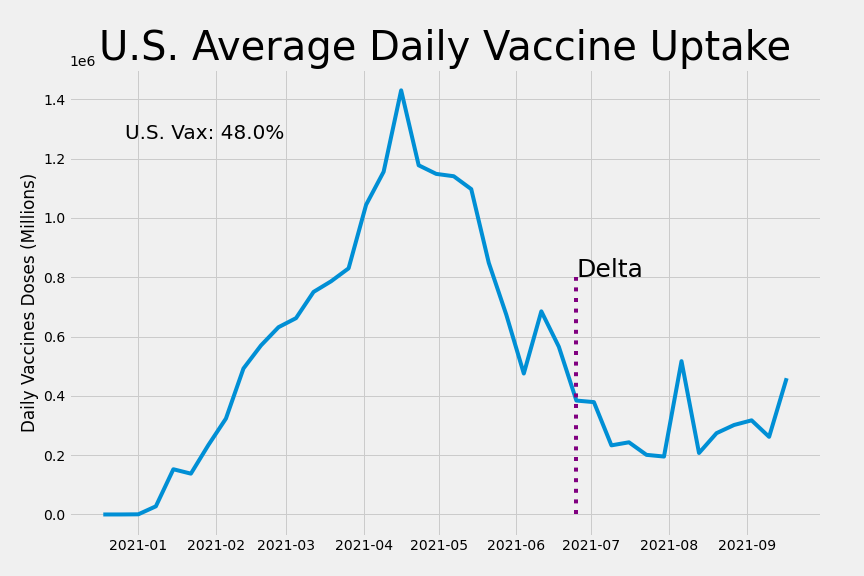 U.S. Average Daily Vaccine Uptake
1e6
1.4
U.S. Vax: 48.0%
1.2
1.0
Daily Vaccines Doses (Millions)
Delta
0.8
0.6
0.4
0.2
0.0
2021-01 2021-02 2021-03 2021-04 2021-05 2021-06 2021-07 2021-08 2021-09